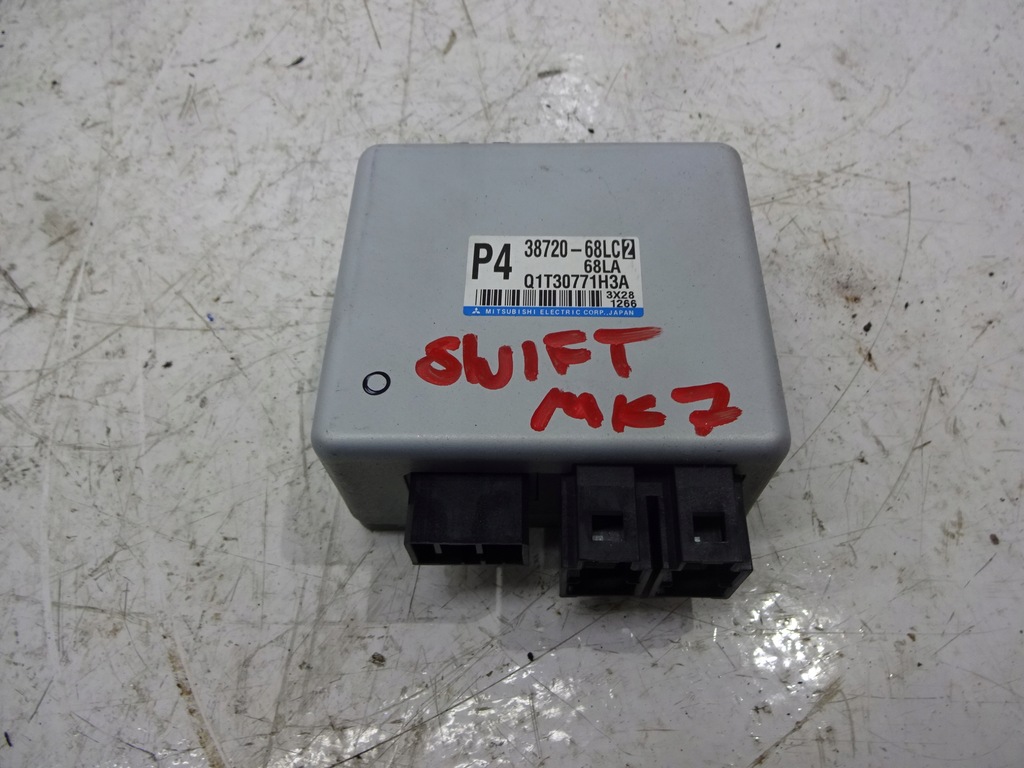 P4 38720-68LC2
68LA
Q1T30771H3A
3X28
1266
MITSUBISHI ELECTRIC CORP., JAPAN
SWIFT
MK7